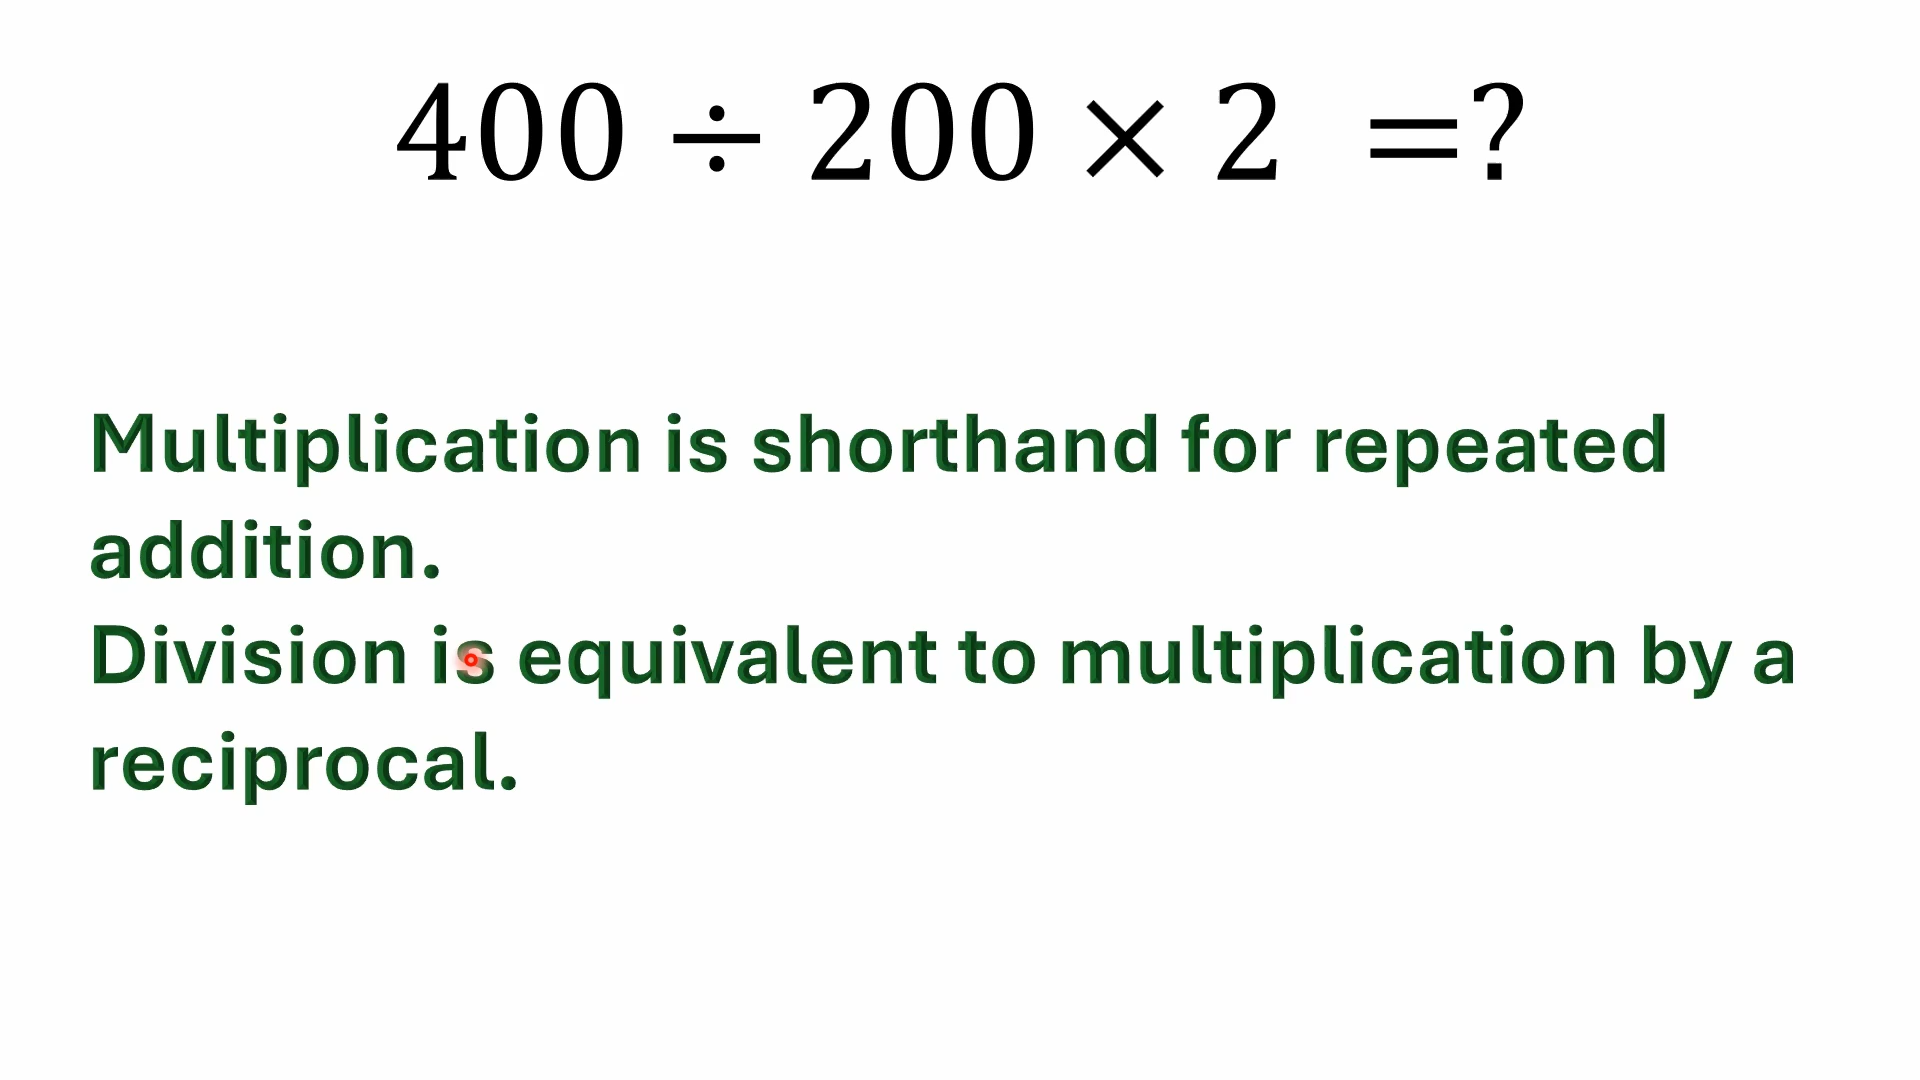 400 ÷ 200 × 2 =?
Multiplication is shorthand for repeated
addition.
Division is equivalent to multiplication by a
reciprocal.